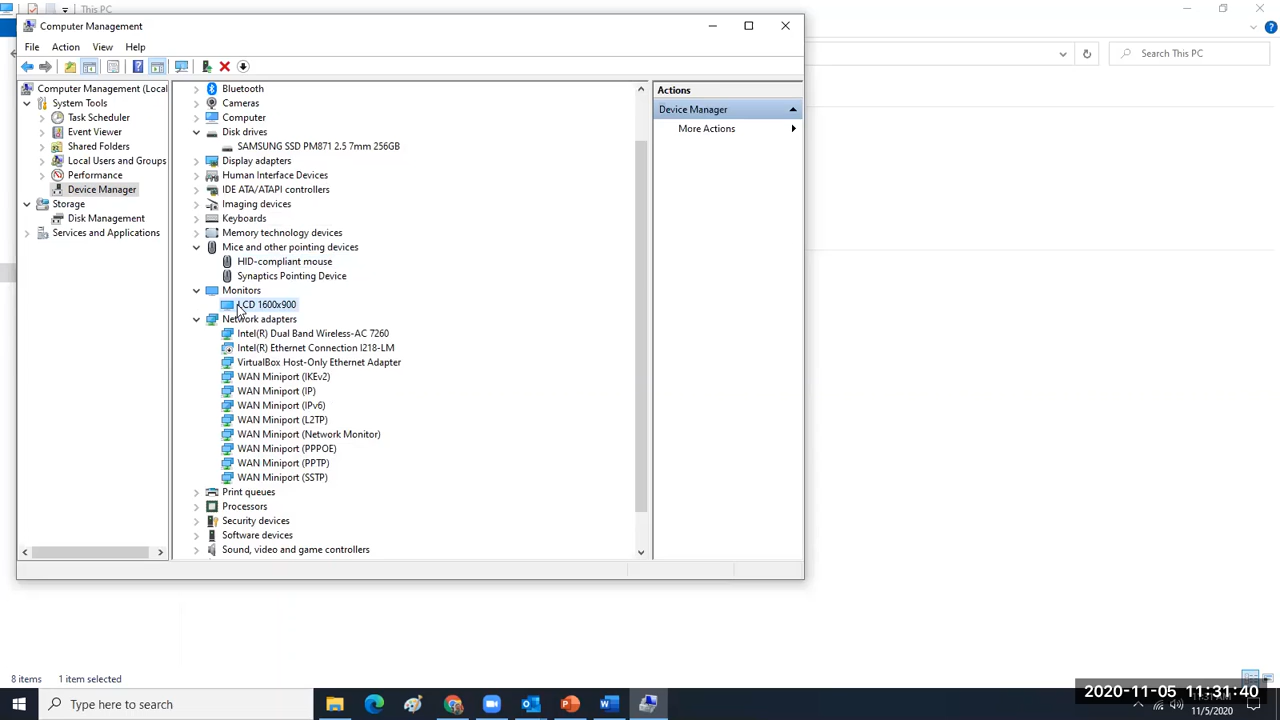 This PC
Computer Management
File Action View Help
Search This PC
Computer Management (Local
System Tools
Task Scheduler
Event Viewer
Shared Folders
Local Users and Groups
Performance
Device Manager
Storage
Disk Management
Services and Applications
Bluetooth
Cameras
Computer
Disk drives
SAMSUNG SSD PM871 2.5 7mm 256GB
Display adapters
Human Interface Devices
IDE ATA/ATAPI controllers
Imaging devices
Keyboards
Memory technology devices
Mice and other pointing devices
HID-compliant mouse
Synaptics Pointing Device
Monitors
LCD 1600x900
Network adapters
Intel(R) Dual Band Wireless-AC 7260
Intel(R) Ethernet Connection I218-LM
VirtualBox Host-Only Ethernet Adapter
WAN Miniport (IKEv2)
WAN Miniport (IP)
WAN Miniport (IPv6)
WAN Miniport (L2TP)
WAN Miniport (Network Monitor)
WAN Miniport (PPPOE)
WAN Miniport (PPTP)
WAN Miniport (SSTP)
Print queues
Processors
Security devices
Software devices
Sound, video and game controllers
Actions
Device Manager
More Actions
8 items 1 item selected
Type here to search
2020-11-05 11:31:40
11/5/2020